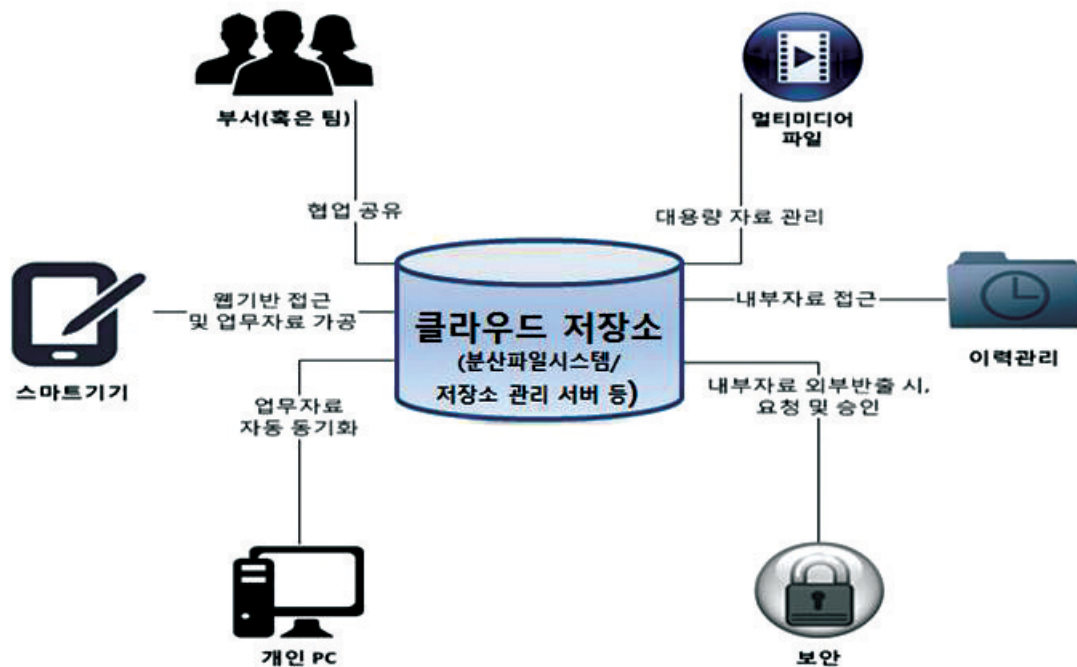 부서(혹은 팀)
멀티미디어
파일
협업 공유
대용량 자료 관리
웹기반 접근
및 업무자료 가공
스마트기기
클라우드 저장소
(분산파일시스템/
저장소 관리 서버 등)
내부자료 접근
이력관리
업무자료
자동 동기화
내부자료 외부반출 시,
요청 및 승인
개인 PC
보안